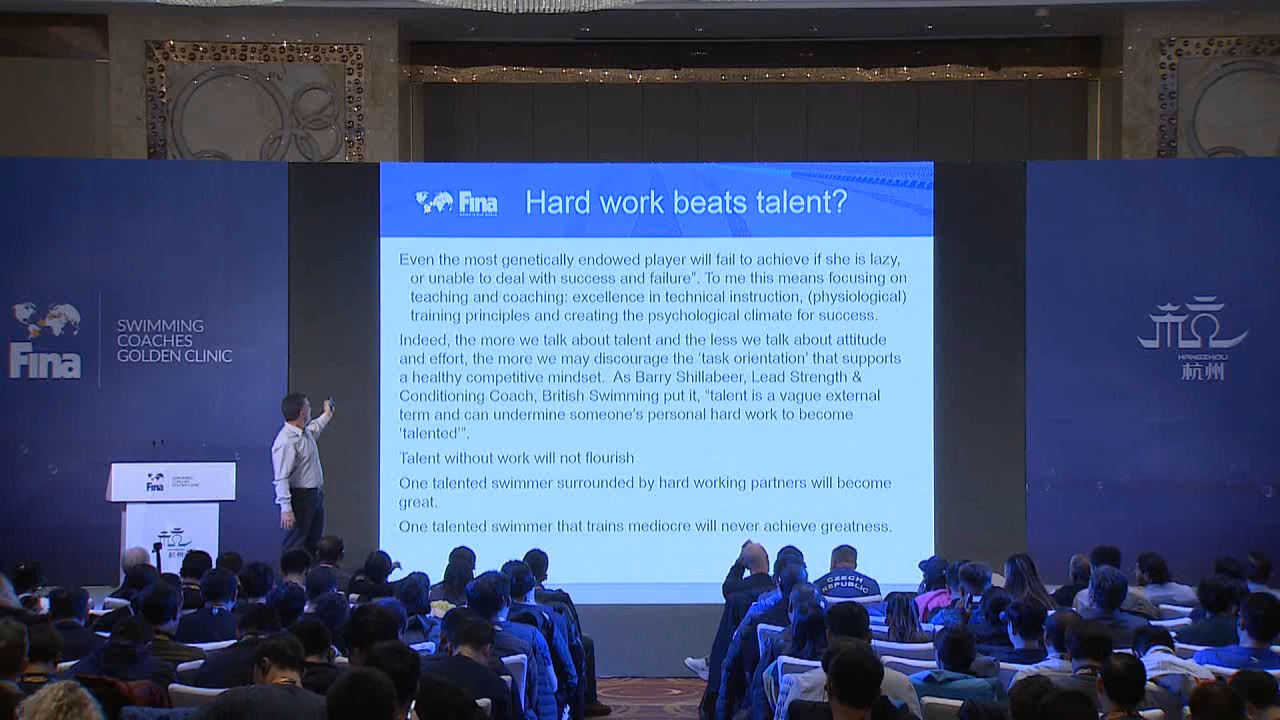 Fina
Hard work beats talent?
Even the most genetically endowed player will fail to achieve if she is lazy,
or unable to deal with success and failure”. To me this means focusing on
teaching and coaching: excellence in technical instruction, (physiological)
training principles and creating the psychological climate for success.
Indeed, the more we talk about talent and the less we talk about attitude
and effort, the more we may discourage the ‘task orientation’ that supports
a healthy competitive mindset. As Barry Shillabeer, Lead Strength &
Conditioning Coach, British Swimming put it, “talent is a vague external
term and can undermine someone’s personal hard work to become
‘talented’”.
Talent without work will not flourish
One talented swimmer surrounded by hard working partners will become
great.
One talented swimmer that trains mediocre will never achieve greatness.
Fina
SWIMMING
COACHES
GOLDEN CLINIC
HANGZHOU
杭州
Fina
SWIMMING
COACHES
GOLDEN CLINIC
杭州
CZECH
REPUBLIC